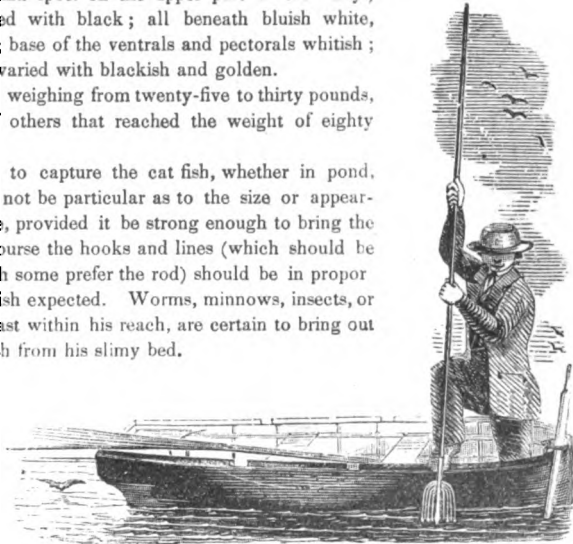 ed with black ; all beneath bluish white,
; base of the ventrals and pectorals whitish ;
varied with blackish and golden.
weighing from twenty-five to thirty pounds,
others that reached the weight of eighty
to capture the cat fish, whether in pond,
not be particular as to the size or appear-
e, provided it be strong enough to bring the
ourse the hooks and lines (which should be
h some prefer the rod) should be in propor
ish expected. Worms, minnows, insects, or
ast within his reach, are certain to bring out
h from his slimy bed.